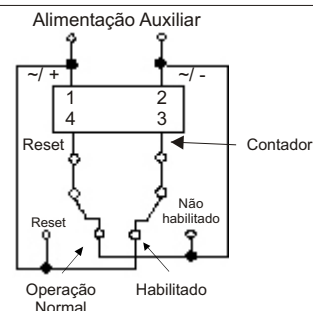 Alimentação Auxiliar
~/ +
~/ -
1 2
4 3
Reset
Contador
Não
habilitado
Reset
Operação
Normal
Habilitado